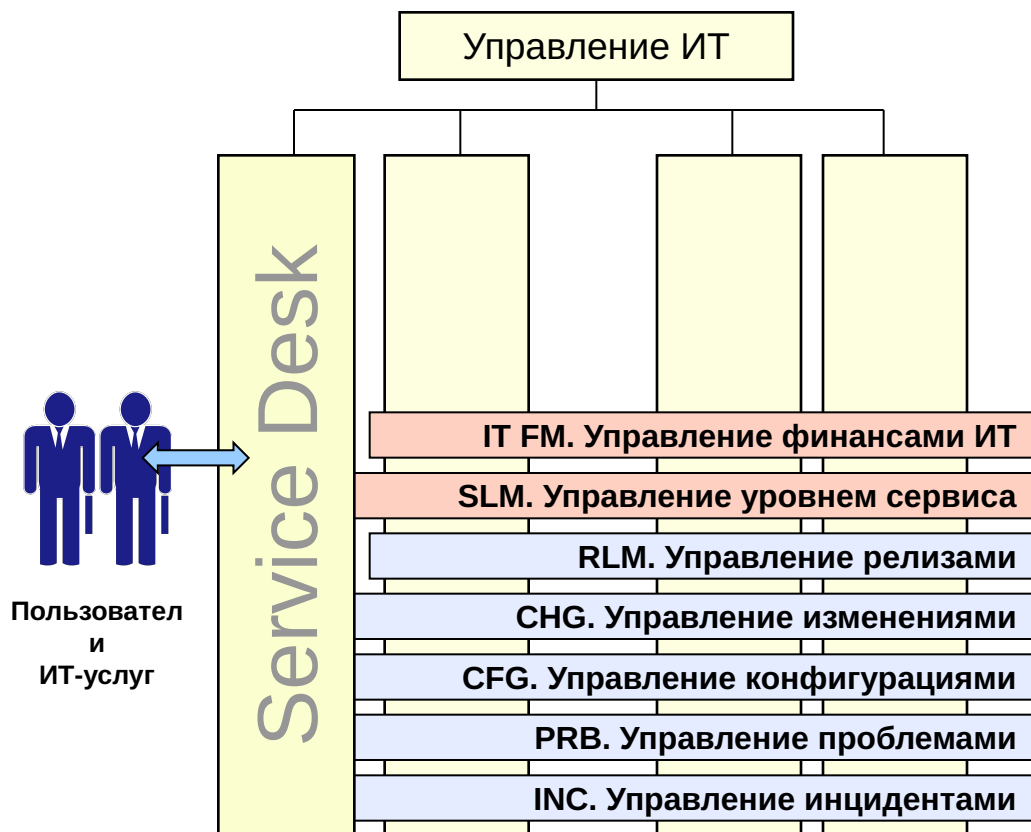 Управление ИТ
Service Desk
IT FM. Управление финансами ИТ
SLM. Управление уровнем сервиса
RLM. Управление релизами
CHG. Управление изменениями
CFG. Управление конфигурациями
PRB. Управление проблемами
INC. Управление инцидентами
Пользовател
и
ИТ-услуг